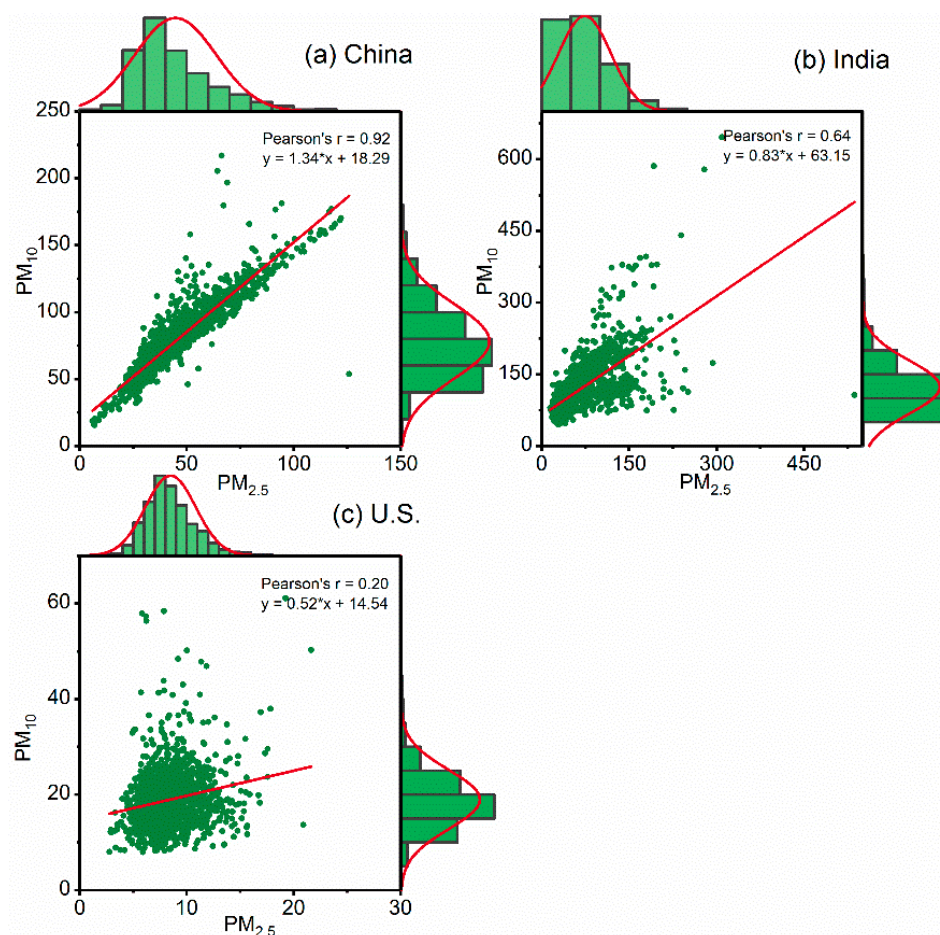 (a) China
250
200
150
100
50
0
PM10
Pearson's r = 0.92
y = 1.34*x + 18.29
0
50
100
150
PM2.5
(b) India
600
450
300
150
0
PM10
Pearson's r = 0.64
y = 0.83*x + 63.15
0
150
300
450
PM2.5
(c) U.S.
60
40
20
0
PM10
Pearson's r = 0.20
y = 0.52*x + 14.54
0
10
20
30
PM2.5